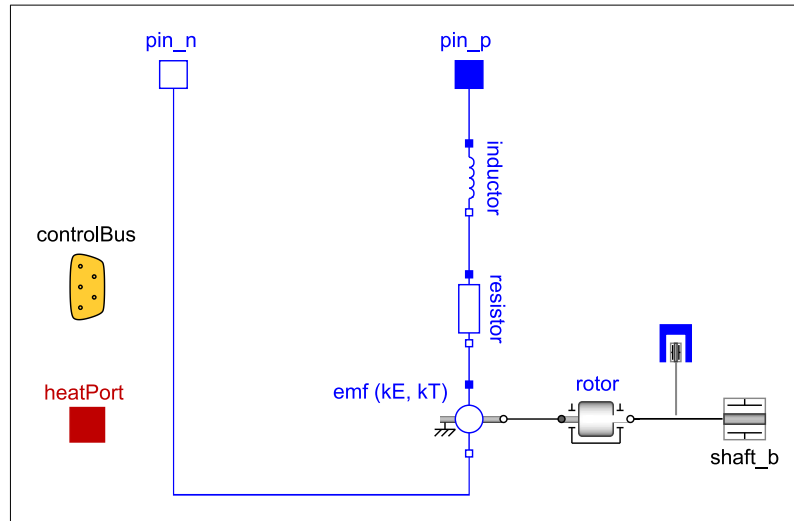 pin_n
pin_p
inductor
controlBus
resistor
heatPort
emf (kE, kT)
rotor
shaft_b